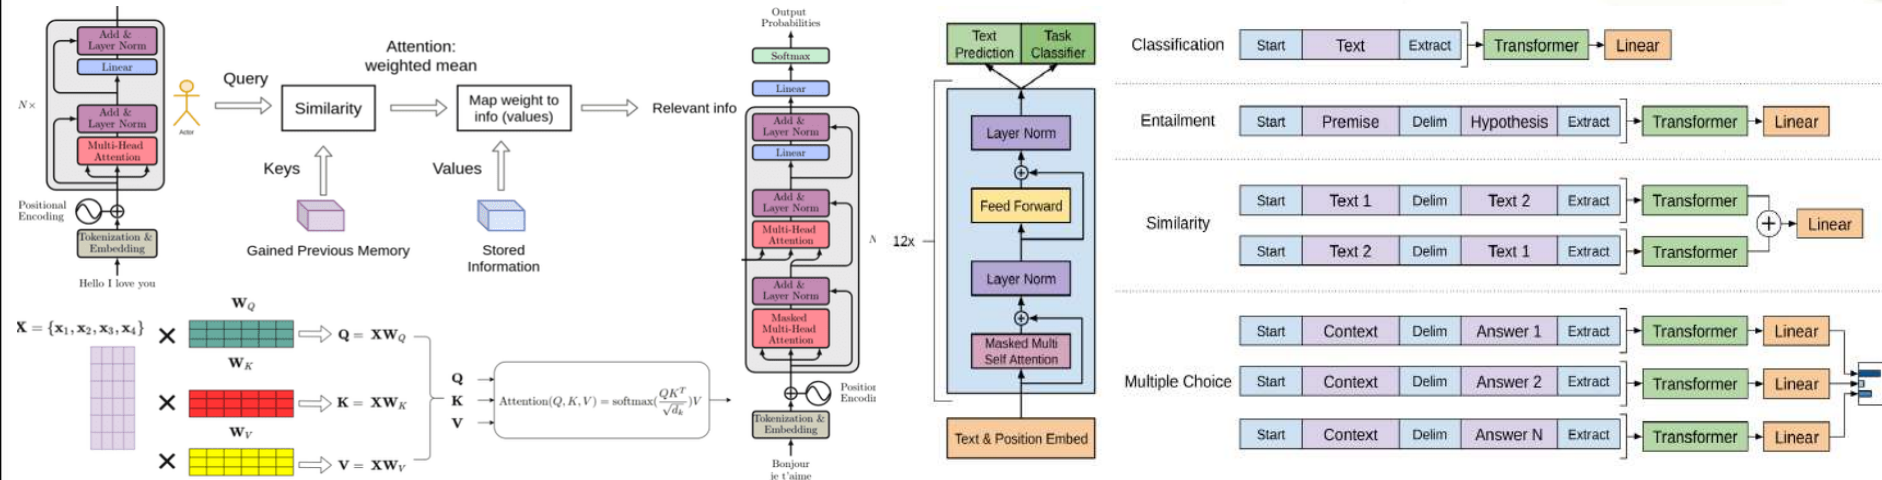 Add &
Layer Norm
Linear
N×
Add &
Layer Norm
Multi-Head
Attention
Positional
Encoding
Tokenization &
Embedding
Hello I love you
Actor
Query
Similarity
Attention:
weighted mean
Map weight to
info (values)
Relevant info
Keys
Values
Gained Previous Memory
Stored
Information
X = {x₁, x₂, x₃, x₄}
W_Q
Q = XW_Q
W_K
K = XW_K
W_V
V = XW_V
Q
K
V
Attention(Q, K, V) = softmax(QK^T/√d_k)V
Output
Probabilities
Softmax
Linear
Add &
Layer Norm
Linear
Add &
Layer Norm
Multi-Head
Attention
N
Add &
Layer Norm
Masked
Multi-Head
Attention
Tokenization &
Embedding
Bonjour
je t'aime
Text
Prediction
Task
Classifier
12x
Layer Norm
Feed Forward
Layer Norm
Masked Multi
Self Attention
Text & Position Embed
Classification Start Text Extract Transformer Linear
Entailment Start Premise Delim Hypothesis Extract Transformer Linear
Similarity
Start Text 1 Delim Text 2 Extract Transformer
Linear
Start Text 2 Delim Text 1 Extract Transformer
Multiple Choice
Start Context Delim Answer 1 Extract Transformer Linear
Start Context Delim Answer 2 Extract Transformer Linear
Start Context Delim Answer N Extract Transformer Linear